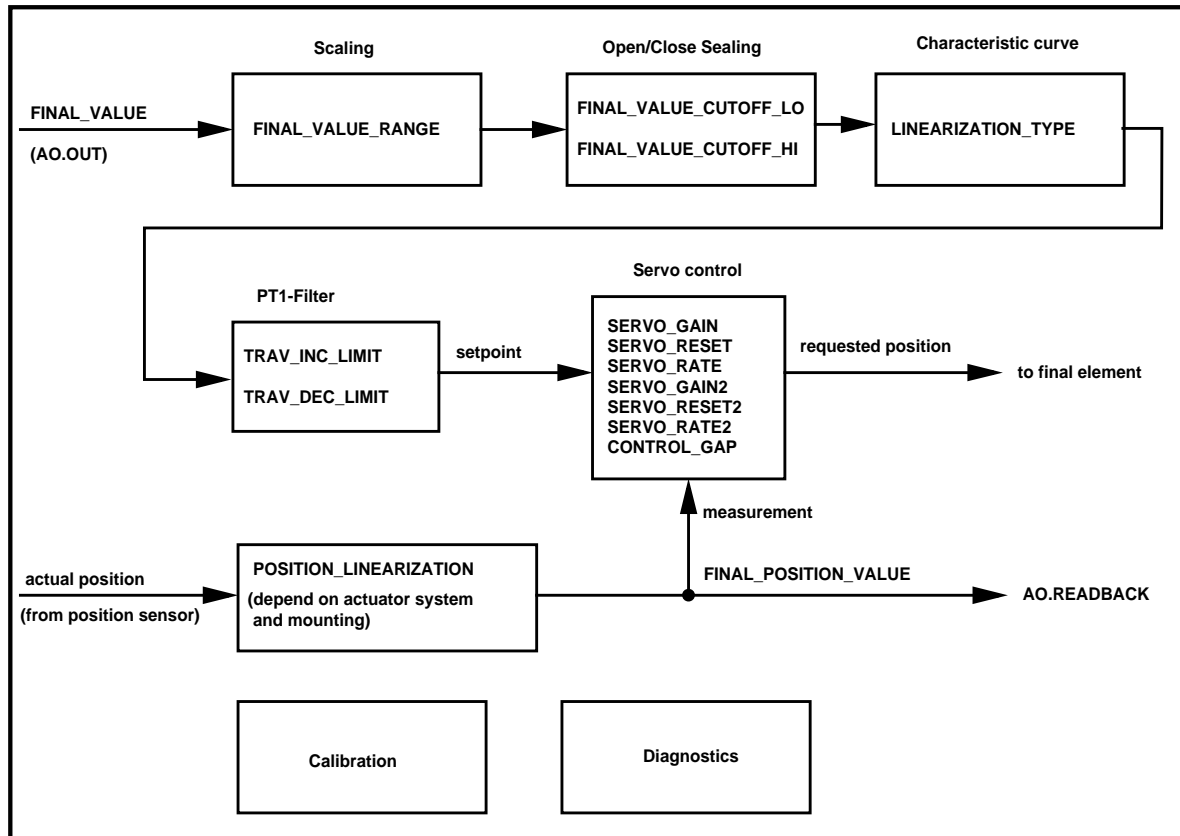 Scaling
Open/Close Sealing
Characteristic curve
FINAL_VALUE
(AO.OUT)
FINAL_VALUE_RANGE
FINAL_VALUE_CUTOFF_LO
FINAL_VALUE_CUTOFF_HI
LINEARIZATION_TYPE
PT1-Filter
TRAV_INC_LIMIT
TRAV_DEC_LIMIT
setpoint
Servo control
SERVO_GAIN
SERVO_RESET
SERVO_RATE
SERVO_GAIN2
SERVO_RESET2
SERVO_RATE2
CONTROL_GAP
requested position
to final element
measurement
actual position
(from position sensor)
POSITION_LINEARIZATION
(depend on actuator system
and mounting)
FINAL_POSITION_VALUE
AO.READBACK
Calibration
Diagnostics